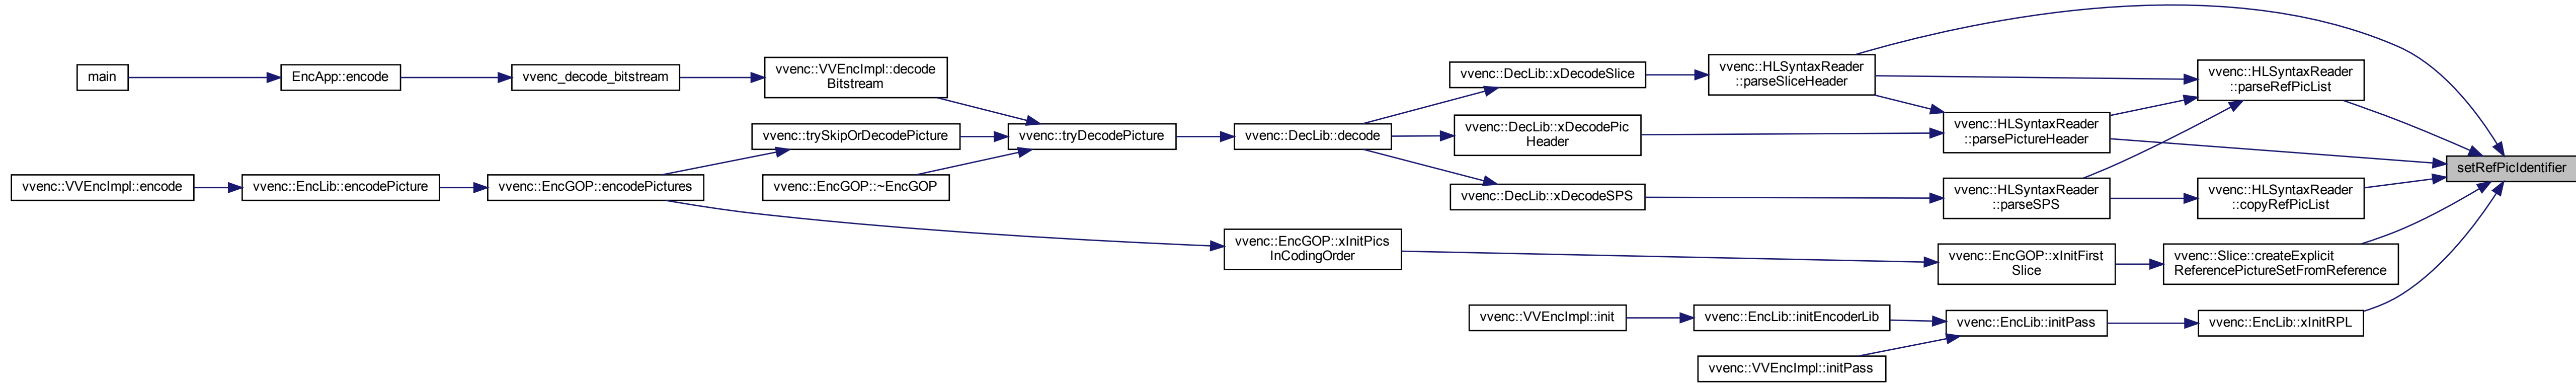 main
EncApp::encode
vvenc_decode_bitstream
vvenc::VVEncImpl::decode
Bitstream
vvenc::trySkipOrDecodePicture
vvenc::EncGOP::~EncGOP
vvenc::VVEncImpl::encode
vvenc::EncLib::encodePicture
vvenc::EncGOP::encodePictures
vvenc::tryDecodePicture
vvenc::DecLib::decode
vvenc::DecLib::xDecodeSlice
vvenc::DecLib::xDecodePic
Header
vvenc::DecLib::xDecodeSPS
vvenc::EncGOP::xInitPics
InCodingOrder
vvenc::HLSyntaxReader
::parseSliceHeader
vvenc::HLSyntaxReader
::parsePictureHeader
vvenc::HLSyntaxReader
::parseSPS
vvenc::HLSyntaxReader
::parseRefPicList
vvenc::HLSyntaxReader
::copyRefPicList
setRefPicIdentifier
vvenc::EncGOP::xInitFirst
Slice
vvenc::Slice::createExplicit
ReferencePictureSetFromReference
vvenc::VVEncImpl::init
vvenc::EncLib::initEncoderLib
vvenc::EncLib::initPass
vvenc::EncLib::xInitRPL
vvenc::VVEncImpl::initPass